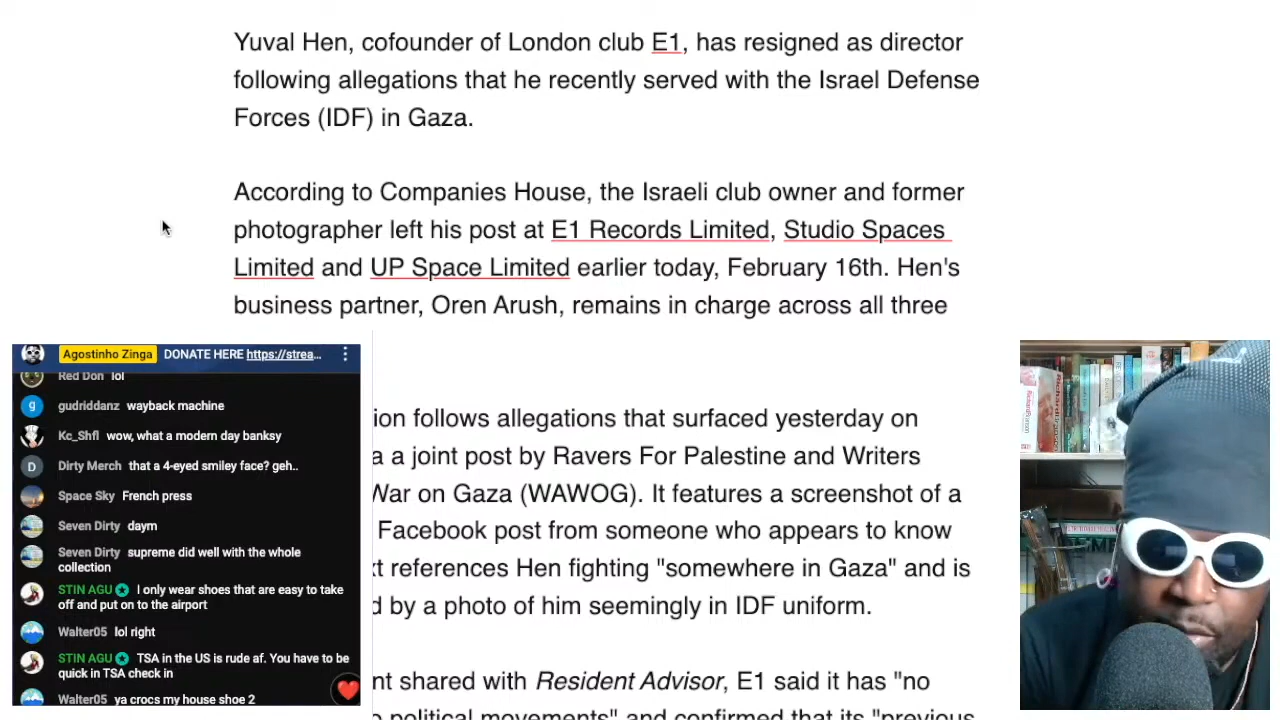 Yuval Hen, cofounder of London club E1, has resigned as director
following allegations that he recently served with the Israel Defense
Forces (IDF) in Gaza.
According to Companies House, the Israeli club owner and former
photographer left his post at E1 Records Limited, Studio Spaces
Limited and UP Space Limited earlier today, February 16th. Hen's
business partner, Oren Arush, remains in charge across all three
ion follows allegations that surfaced yesterday on
a a joint post by Ravers For Palestine and Writers
War on Gaza (WAWOG). It features a screenshot of a
Facebook post from someone who appears to know
xt references Hen fighting "somewhere in Gaza" and is
d by a photo of him seemingly in IDF uniform.
nt shared with Resident Advisor, E1 said it has "no
o political movements" and confirmed that its "previous
Agostinho Zinga DONATE HERE https://strea...
Red Don lol
g gudriddanz wayback machine
Kc_Shfl wow, what a modern day banksy
D Dirty Merch that a 4-eyed smiley face? geh..
Space Sky French press
Seven Dirty daym
Seven Dirty supreme did well with the whole
collection
STIN AGU I only wear shoes that are easy to take
off and put on to the airport
Walter05 lol right
STIN AGU TSA in the US is rude af. You have to be
quick in TSA check in
Walter05 ya crocs my house shoe 2